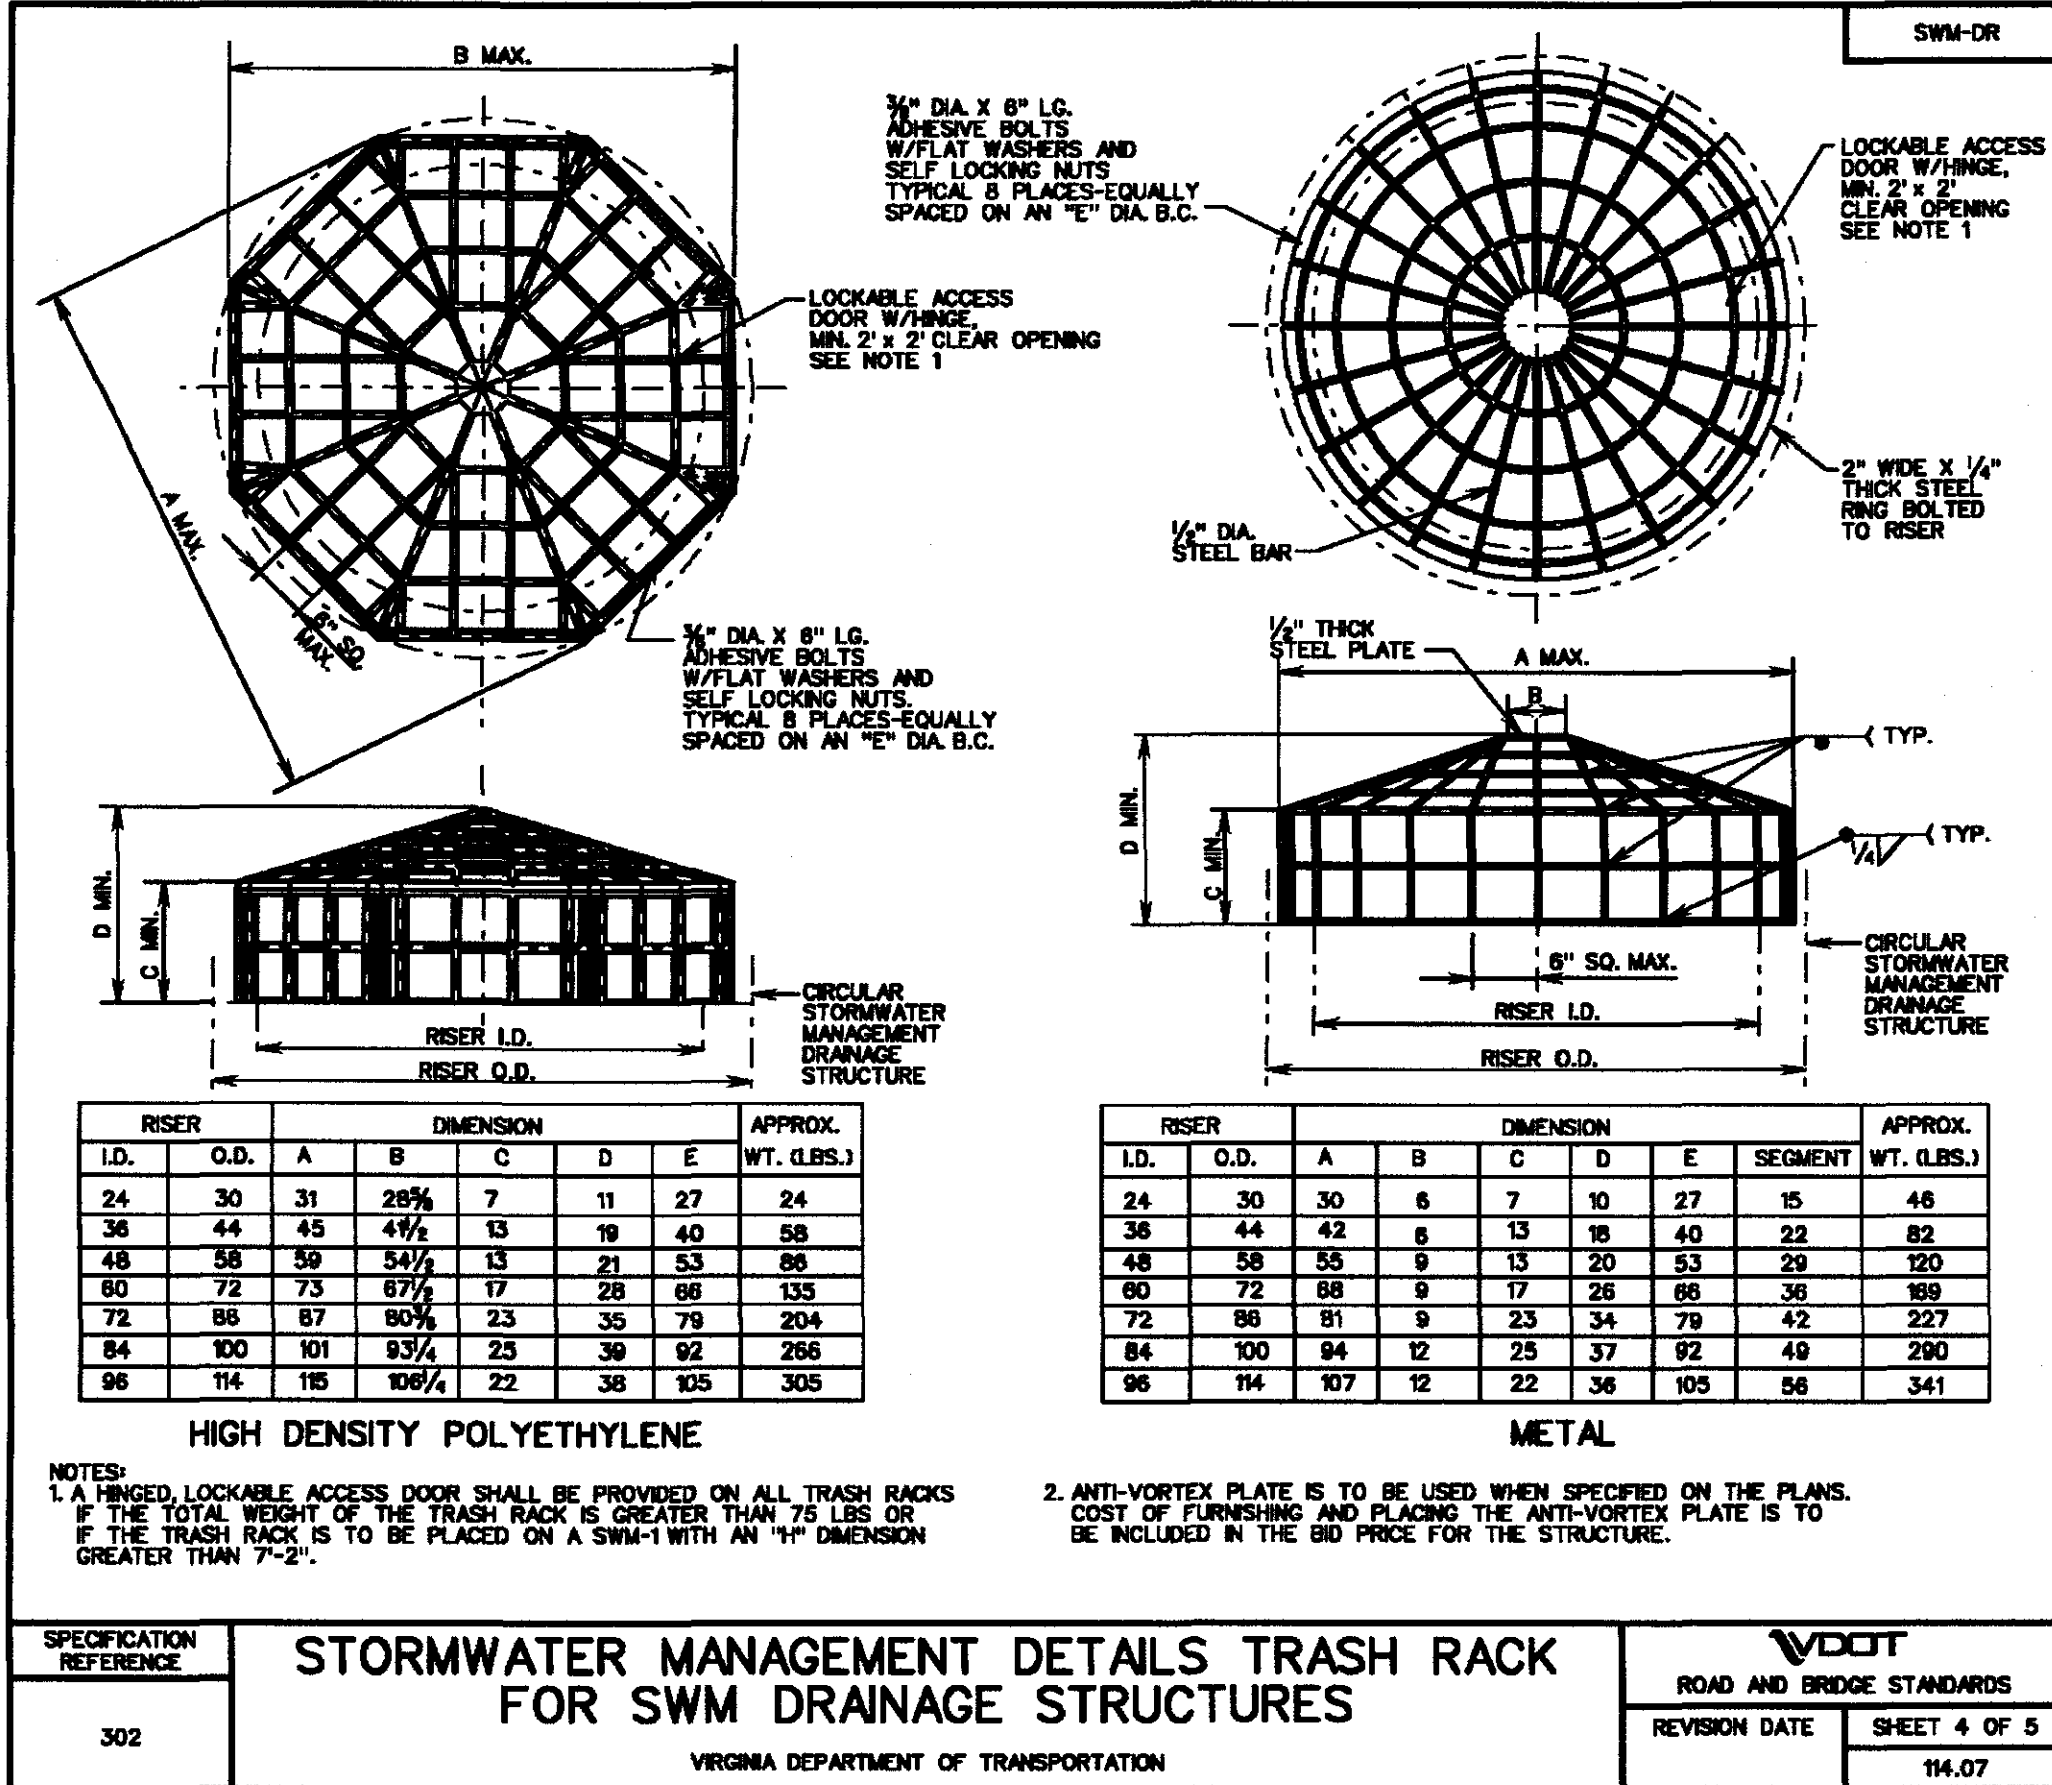 SWM-DR
B MAX.
3/8" DIA. X 6" LG.
ADHESIVE BOLTS
W/FLAT WASHERS AND
SELF LOCKING NUTS
TYPICAL 8 PLACES-EQUALLY
SPACED ON AN "E" DIA. B.C.
LOCKABLE ACCESS
DOOR W/HINGE,
MIN. 2' x 2'
CLEAR OPENING
SEE NOTE 1
LOCKABLE ACCESS
DOOR W/HINGE,
MIN. 2' x 2' CLEAR OPENING
SEE NOTE 1
A MAX.
6" SQ.
MAX.
3/8" DIA. X 6" LG.
ADHESIVE BOLTS
W/FLAT WASHERS AND
SELF LOCKING NUTS.
TYPICAL 8 PLACES-EQUALLY
SPACED ON AN "E" DIA. B.C.
2" WIDE X 1/4"
THICK STEEL
RING BOLTED
TO RISER
1/2" DIA.
STEEL BAR
1/2" THICK
STEEL PLATE
A MAX.
B
TYP.
D MIN.
C MIN.
1/4
TYP.
6" SQ. MAX.
RISER I.D.
RISER O.D.
CIRCULAR
STORMWATER
MANAGEMENT
DRAINAGE
STRUCTURE
D MIN.
C MIN.
RISER I.D.
RISER O.D.
CIRCULAR
STORMWATER
MANAGEMENT
DRAINAGE
STRUCTURE
RISER DIMENSION APPROX.
I.D. O.D. A B C D E WT. (LBS.)
24 30 31 28 5/8 7 11 27 24
36 44 45 41 1/2 13 19 40 58
48 58 59 54 1/2 13 21 53 86
60 72 73 67 1/2 17 28 66 135
72 86 87 80 3/8 23 35 79 204
84 100 101 93 1/4 25 39 92 266
96 114 115 106 1/4 22 38 105 305
HIGH DENSITY POLYETHYLENE
RISER DIMENSION APPROX.
I.D. O.D. A B C D E SEGMENT WT. (LBS.)
24 30 30 6 7 10 27 15 46
36 44 42 6 13 18 40 22 82
48 58 55 9 13 20 53 29 120
60 72 68 9 17 26 66 36 169
72 86 81 9 23 34 79 42 227
84 100 94 12 25 37 92 49 290
96 114 107 12 22 36 105 56 341
METAL
NOTES:
1. A HINGED, LOCKABLE ACCESS DOOR SHALL BE PROVIDED ON ALL TRASH RACKS
IF THE TOTAL WEIGHT OF THE TRASH RACK IS GREATER THAN 75 LBS OR
IF THE TRASH RACK IS TO BE PLACED ON A SWM-1 WITH AN "H" DIMENSION
GREATER THAN 7'-2".
2. ANTI-VORTEX PLATE IS TO BE USED WHEN SPECIFIED ON THE PLANS.
COST OF FURNISHING AND PLACING THE ANTI-VORTEX PLATE IS TO
BE INCLUDED IN THE BID PRICE FOR THE STRUCTURE.
SPECIFICATION
REFERENCE
302
STORMWATER MANAGEMENT DETAILS TRASH RACK
FOR SWM DRAINAGE STRUCTURES
VIRGINIA DEPARTMENT OF TRANSPORTATION
VDOT
ROAD AND BRIDGE STANDARDS
REVISION DATE
SHEET 4 OF 5
114.07